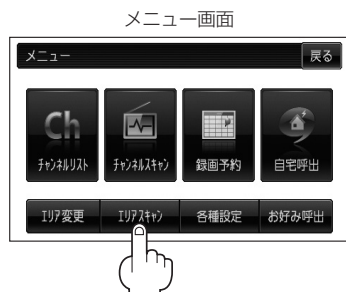 メニュー画面
メニュー 戻る
Ch
チャンネルリスト チャンネルスキャン 録画予約 自宅呼出
エリア変更 エリアスキャン 各種設定 お好み呼出